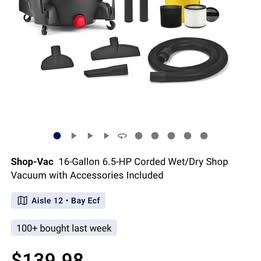 Shop-Vac 16-Gallon 6.5-HP Corded Wet/Dry Shop
Vacuum with Accessories Included
Aisle 12 • Bay Ecf
100+ bought last week
$139.98